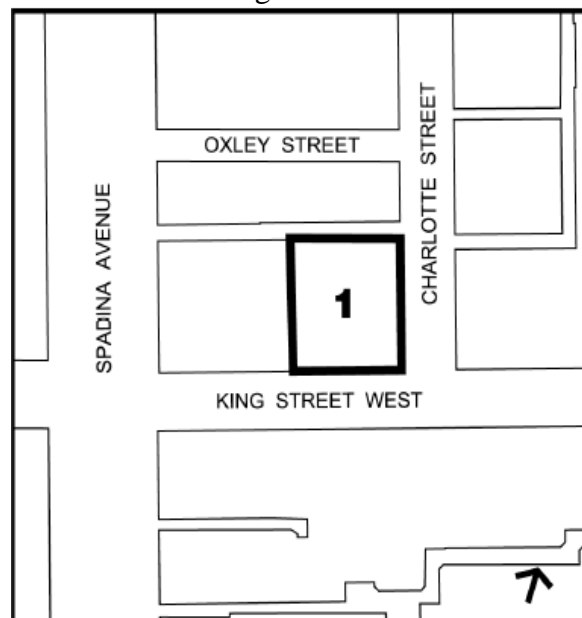 OXLEY STREET
CHARLOTTE STREET
SPADINA AVENUE
1
KING STREET WEST